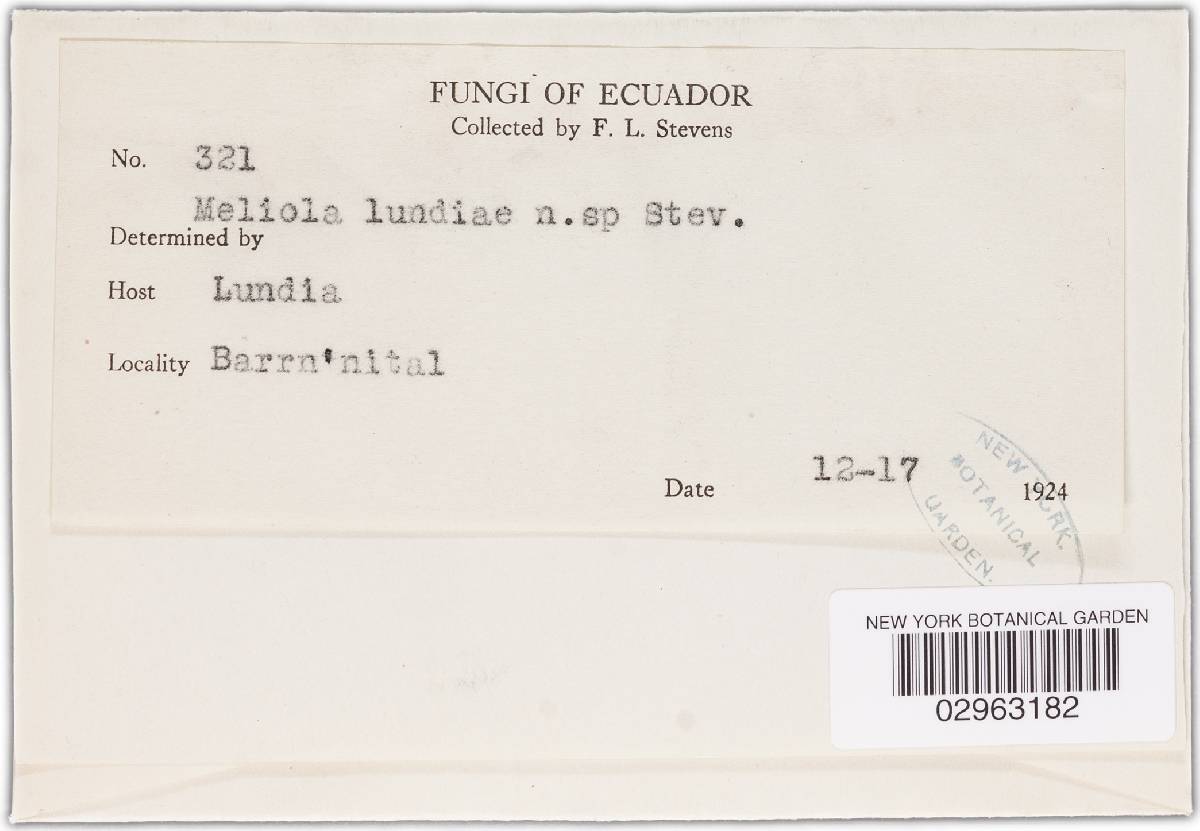 FUNGI OF ECUADOR
Collected by F. L. Stevens
No. 321
Meliola lundiae n.sp Stev.
Determined by
Host Lundia
Locality Barrn'nital
Date 12-17 1924
NEW YORK
BOTANICAL
GARDEN.
NEW YORK BOTANICAL GARDEN
02963182